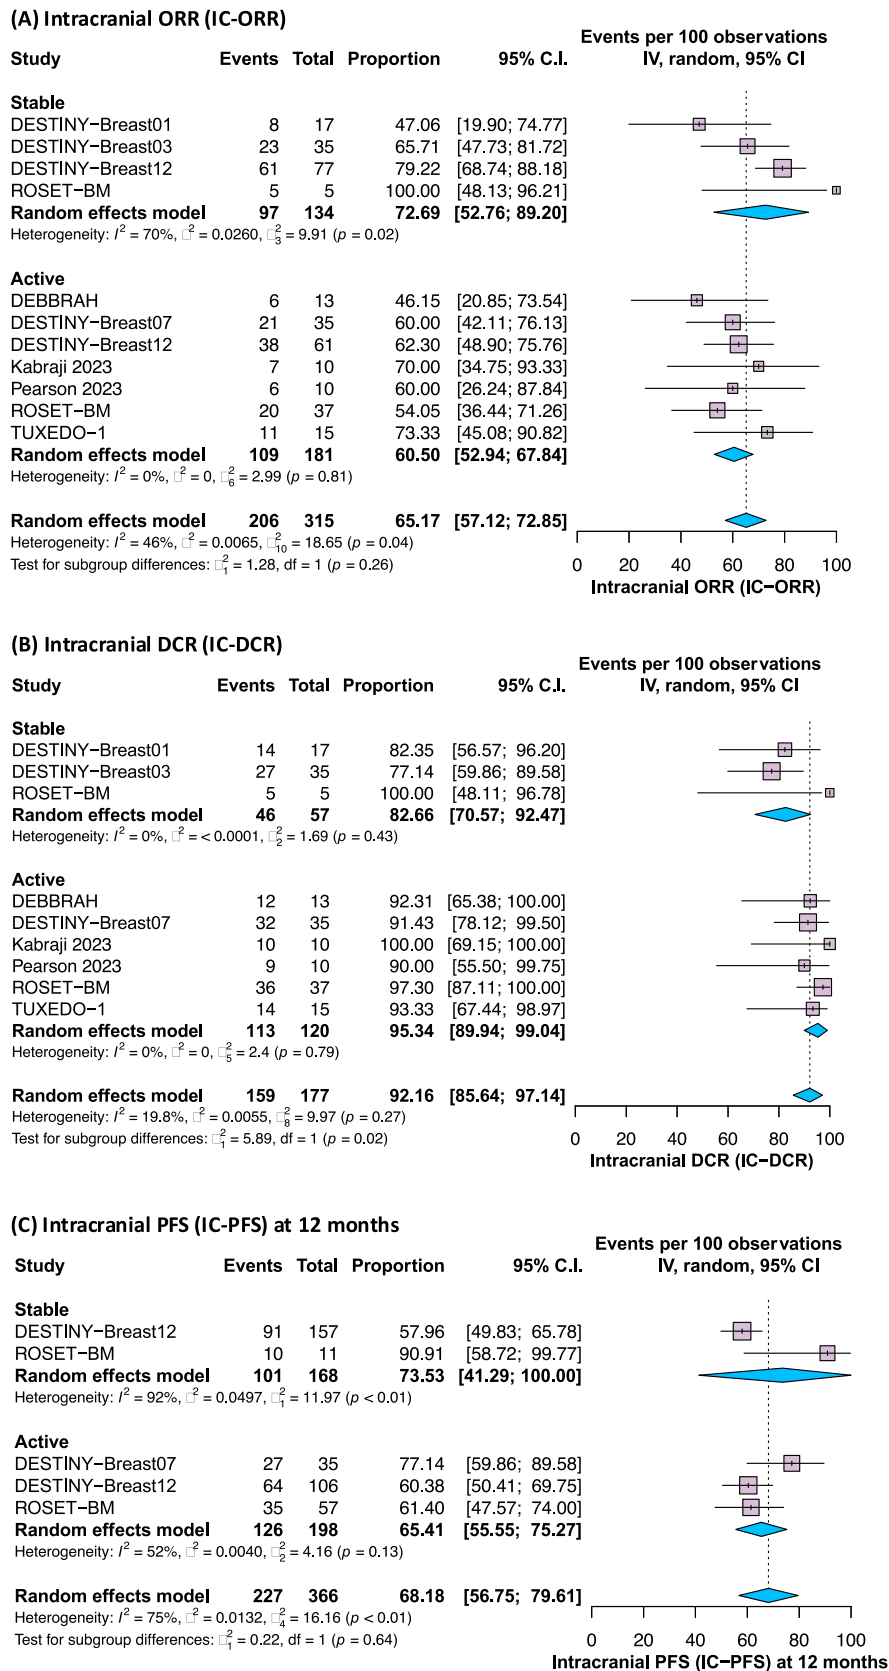 (A) Intracranial ORR (IC-ORR)
Events per 100 observations
Study Events Total Proportion 95% C.I. IV, random, 95% CI
Stable
DESTINY−Breast01 8 17 47.06 [19.90; 74.77]
DESTINY−Breast03 23 35 65.71 [47.73; 81.72]
DESTINY−Breast12 61 77 79.22 [68.74; 88.18]
ROSET−BM 5 5 100.00 [48.13; 96.21]
Random effects model 97 134 72.69 [52.76; 89.20]
Heterogeneity: I² = 70%, □² = 0.0260, □²₃ = 9.91 (p = 0.02)
Active
DEBBRAH 6 13 46.15 [20.85; 73.54]
DESTINY−Breast07 21 35 60.00 [42.11; 76.13]
DESTINY−Breast12 38 61 62.30 [48.90; 75.76]
Kabraji 2023 7 10 70.00 [34.75; 93.33]
Pearson 2023 6 10 60.00 [26.24; 87.84]
ROSET−BM 20 37 54.05 [36.44; 71.26]
TUXEDO−1 11 15 73.33 [45.08; 90.82]
Random effects model 109 181 60.50 [52.94; 67.84]
Heterogeneity: I² = 0%, □² = 0, □²₆ = 2.99 (p = 0.81)
Random effects model 206 315 65.17 [57.12; 72.85]
Heterogeneity: I² = 46%, □² = 0.0065, □²₁₀ = 18.65 (p = 0.04)
Test for subgroup differences: □²₁ = 1.28, df = 1 (p = 0.26)
0 20 40 60 80 100
Intracranial ORR (IC−ORR)
(B) Intracranial DCR (IC-DCR)
Events per 100 observations
Study Events Total Proportion 95% C.I. IV, random, 95% CI
Stable
DESTINY−Breast01 14 17 82.35 [56.57; 96.20]
DESTINY−Breast03 27 35 77.14 [59.86; 89.58]
ROSET−BM 5 5 100.00 [48.11; 96.78]
Random effects model 46 57 82.66 [70.57; 92.47]
Heterogeneity: I² = 0%, □² = < 0.0001, □²₂ = 1.69 (p = 0.43)
Active
DEBBRAH 12 13 92.31 [65.38; 100.00]
DESTINY−Breast07 32 35 91.43 [78.12; 99.50]
Kabraji 2023 10 10 100.00 [69.15; 100.00]
Pearson 2023 9 10 90.00 [55.50; 99.75]
ROSET−BM 36 37 97.30 [87.11; 100.00]
TUXEDO−1 14 15 93.33 [67.44; 98.97]
Random effects model 113 120 95.34 [89.94; 99.04]
Heterogeneity: I² = 0%, □² = 0, □²₅ = 2.4 (p = 0.79)
Random effects model 159 177 92.16 [85.64; 97.14]
Heterogeneity: I² = 19.8%, □² = 0.0055, □²₈ = 9.97 (p = 0.27)
Test for subgroup differences: □²₁ = 5.89, df = 1 (p = 0.02)
0 20 40 60 80 100
Intracranial DCR (IC−DCR)
(C) Intracranial PFS (IC-PFS) at 12 months
Events per 100 observations
Study Events Total Proportion 95% C.I. IV, random, 95% CI
Stable
DESTINY−Breast12 91 157 57.96 [49.83; 65.78]
ROSET−BM 10 11 90.91 [58.72; 99.77]
Random effects model 101 168 73.53 [41.29; 100.00]
Heterogeneity: I² = 92%, □² = 0.0497, □²₁ = 11.97 (p < 0.01)
Active
DESTINY−Breast07 27 35 77.14 [59.86; 89.58]
DESTINY−Breast12 64 106 60.38 [50.41; 69.75]
ROSET−BM 35 57 61.40 [47.57; 74.00]
Random effects model 126 198 65.41 [55.55; 75.27]
Heterogeneity: I² = 52%, □² = 0.0040, □²₂ = 4.16 (p = 0.13)
Random effects model 227 366 68.18 [56.75; 79.61]
Heterogeneity: I² = 75%, □² = 0.0132, □²₄ = 16.16 (p < 0.01)
Test for subgroup differences: □²₁ = 0.22, df = 1 (p = 0.64)
0 20 40 60 80 100
Intracranial PFS (IC−PFS) at 12 months